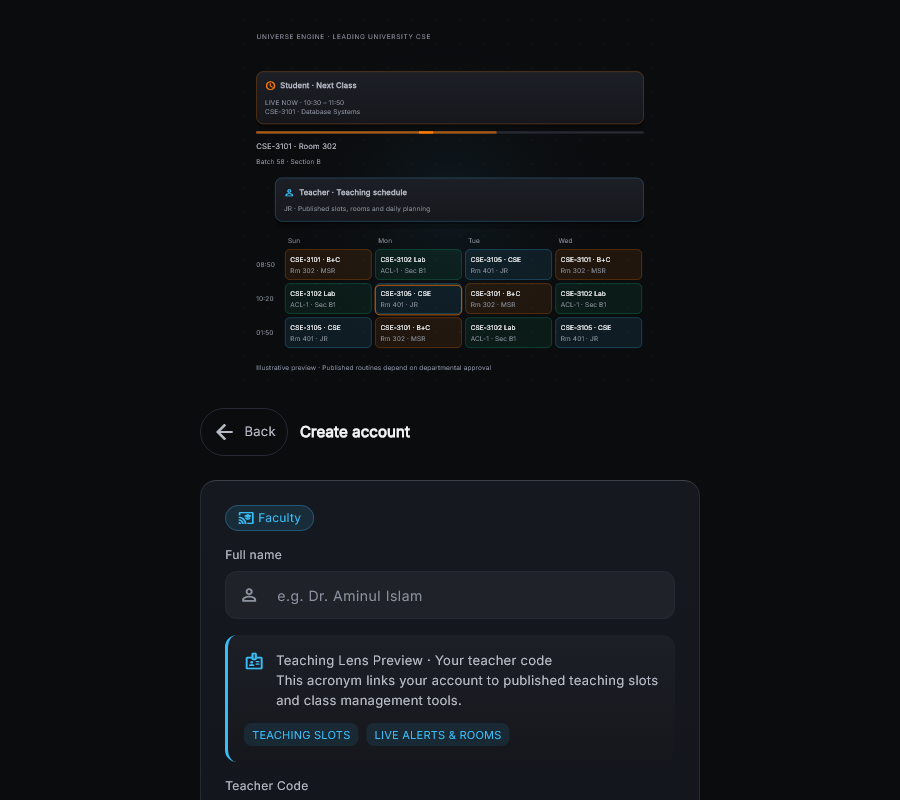 UNIVERSE ENGINE · LEADING UNIVERSITY CSE
Student · Next Class
LIVE NOW · 10:30 – 11:50
CSE-3101 · Database Systems
CSE-3101 · Room 302
Batch 58 · Section B
Teacher · Teaching schedule
JR · Published slots, rooms and daily planning
Sun Mon Tue Wed
CSE-3101 · B+C CSE-3102 Lab CSE-3105 · CSE CSE-3101 · B+C
08:50
Rm 302 · MSR ACL-1 · Sec B1 Rm 401 · JR Rm 302 · MSR
CSE-3102 Lab CSE-3105 · CSE CSE-3101 · B+C CSE-3102 Lab
10:20
ACL-1 · Sec B1 Rm 401 · JR Rm 302 · MSR ACL-1 · Sec B1
CSE-3105 · CSE CSE-3101 · B+C CSE-3102 Lab CSE-3105 · CSE
01:50
Rm 401 · JR Rm 302 · MSR ACL-1 · Sec B1 Rm 401 · JR
Illustrative preview · Published routines depend on departmental approval
Back Create account
Faculty
Full name
e.g. Dr. Aminul Islam
Teaching Lens Preview · Your teacher code
This acronym links your account to published teaching slots
and class management tools.
TEACHING SLOTS LIVE ALERTS & ROOMS
Teacher Code